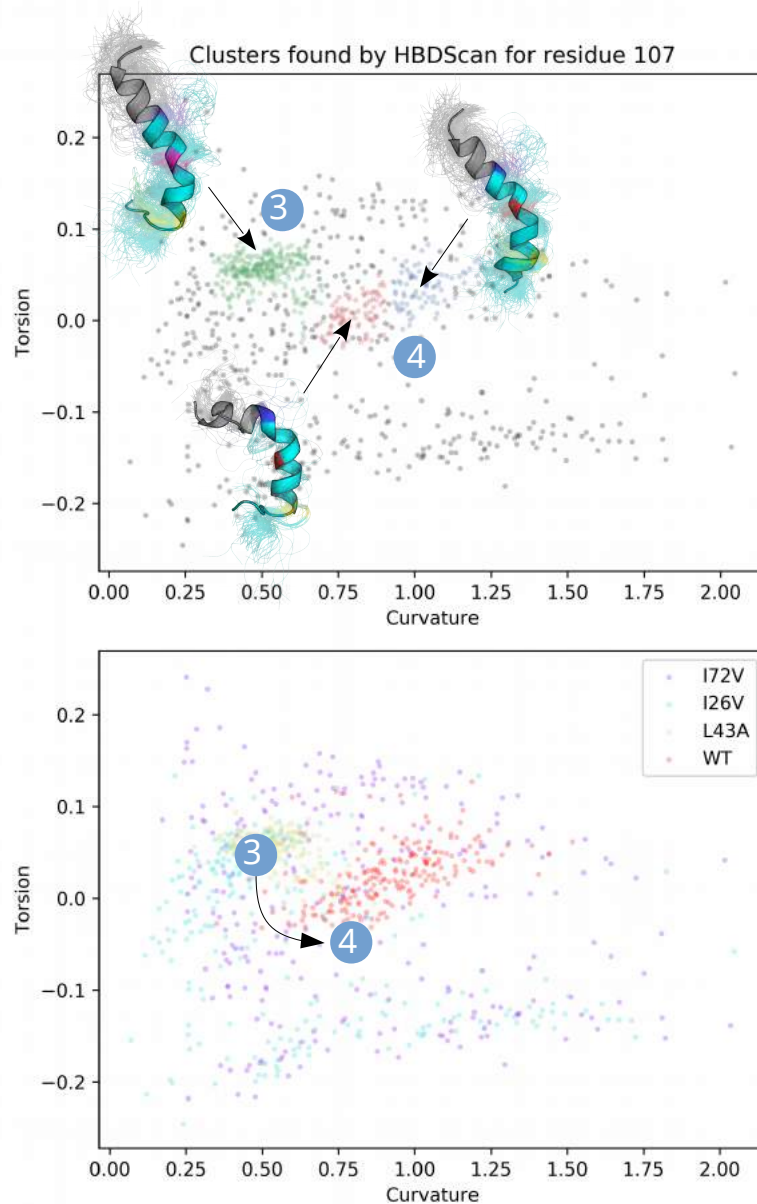 Clusters found by HBDScan for residue 107
Torsion
0.2
0.1
0.0
−0.1
−0.2
3
4
0.00 0.25 0.50 0.75 1.00 1.25 1.50 1.75 2.00
Curvature
Torsion
0.2
0.1
0.0
−0.1
−0.2
I72V
I26V
L43A
WT
3
4
0.00 0.25 0.50 0.75 1.00 1.25 1.50 1.75 2.00
Curvature